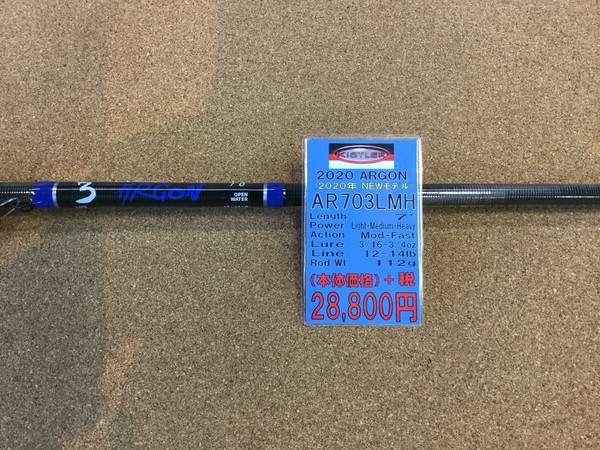 3 ARGON
7'0"
OPEN
WATER
KISTLER
2020 ARGON
2020年 NEWモデル
AR703LMH
Length 7'
Power Light-Medium-Heavy
Action Mod-Fast
Lure 3/16-3/4oz
Line 12-14lb
Rod Wt. 112g
(本体価格)+税
28,800円